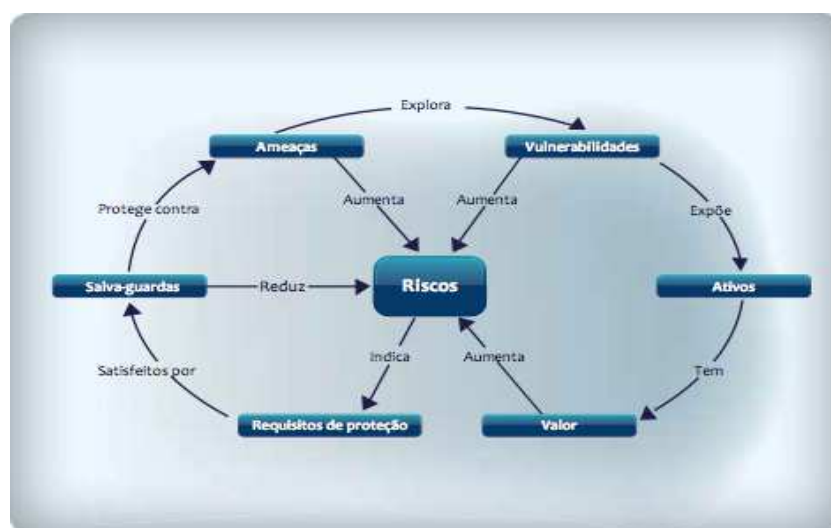 Explora
Ameaças
Vulnerabilidades
Aumenta
Aumenta
Protege contra
Expõe
Salva-guardas
Reduz
Riscos
Ativos
Satisfeitos por
Indica
Aumenta
Tem
Requisitos de proteção
Valor